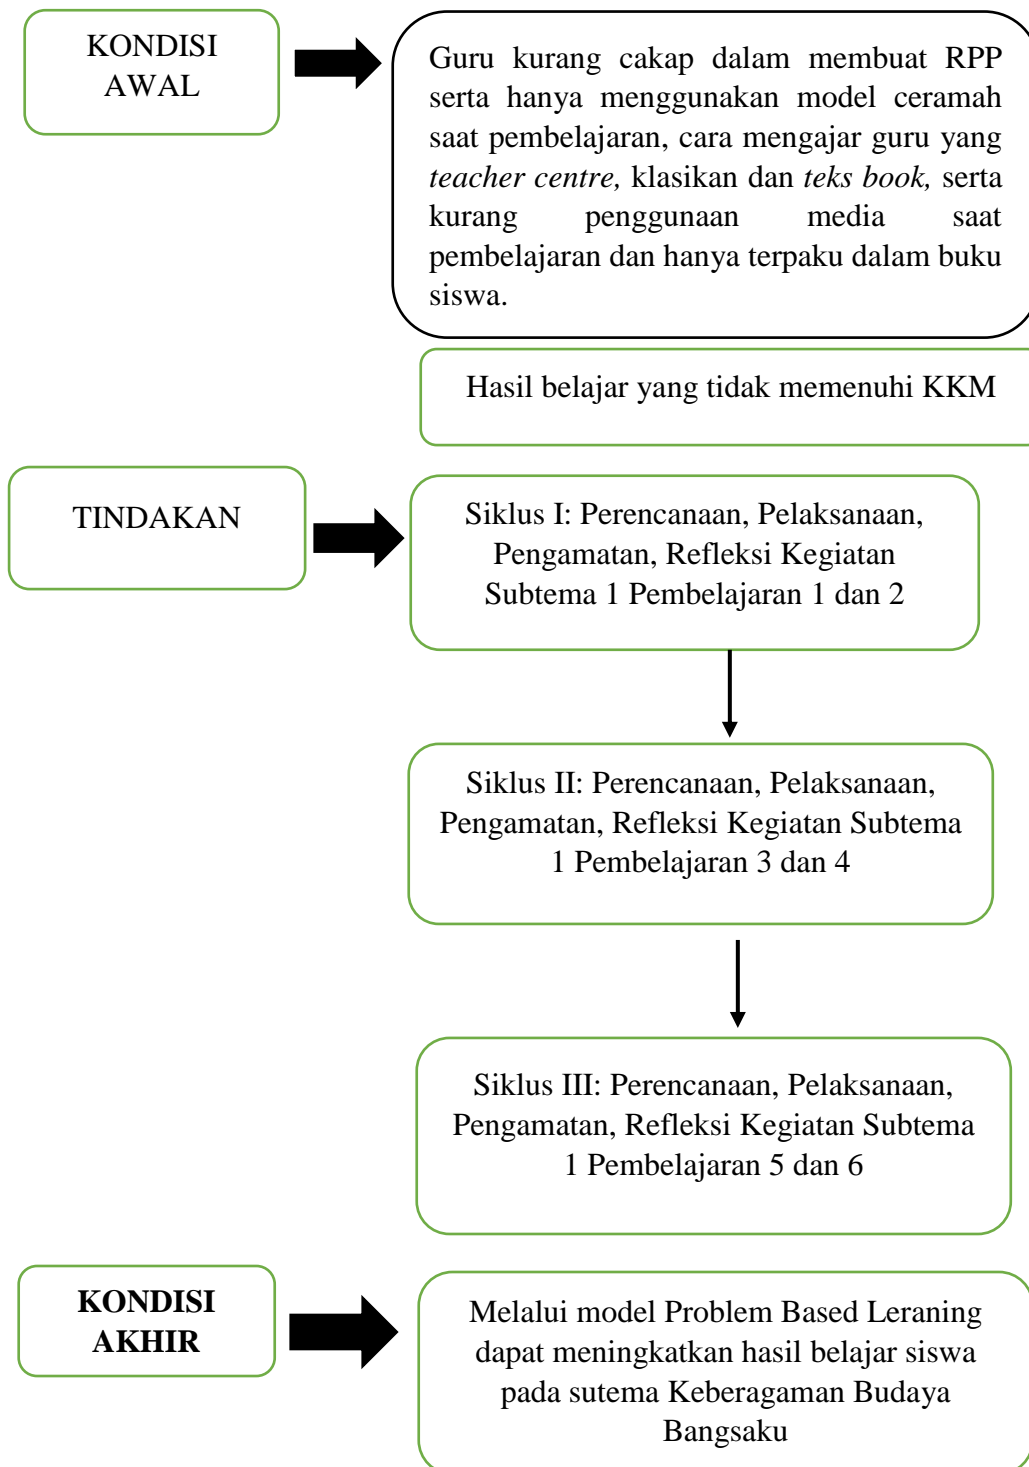 KONDISI
AWAL
Guru kurang cakap dalam membuat RPP
serta hanya menggunakan model ceramah
saat pembelajaran, cara mengajar guru yang
teacher centre, klasikan dan teks book, serta
kurang penggunaan media saat
pembelajaran dan hanya terpaku dalam buku
siswa.
Hasil belajar yang tidak memenuhi KKM
TINDAKAN
Siklus I: Perencanaan, Pelaksanaan,
Pengamatan, Refleksi Kegiatan
Subtema 1 Pembelajaran 1 dan 2
Siklus II: Perencanaan, Pelaksanaan,
Pengamatan, Refleksi Kegiatan Subtema
1 Pembelajaran 3 dan 4
Siklus III: Perencanaan, Pelaksanaan,
Pengamatan, Refleksi Kegiatan Subtema
1 Pembelajaran 5 dan 6
KONDISI
AKHIR
Melalui model Problem Based Leraning
dapat meningkatkan hasil belajar siswa
pada sutema Keberagaman Budaya
Bangsaku